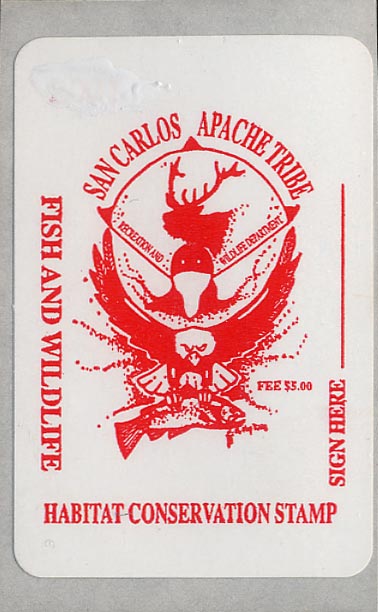 SAN CARLOS APACHE TRIBE
RECREATION AND WILDLIFE DEPARTMENT
FISH AND WILDLIFE
FEE $5.00
SIGN HERE
HABITAT CONSERVATION STAMP